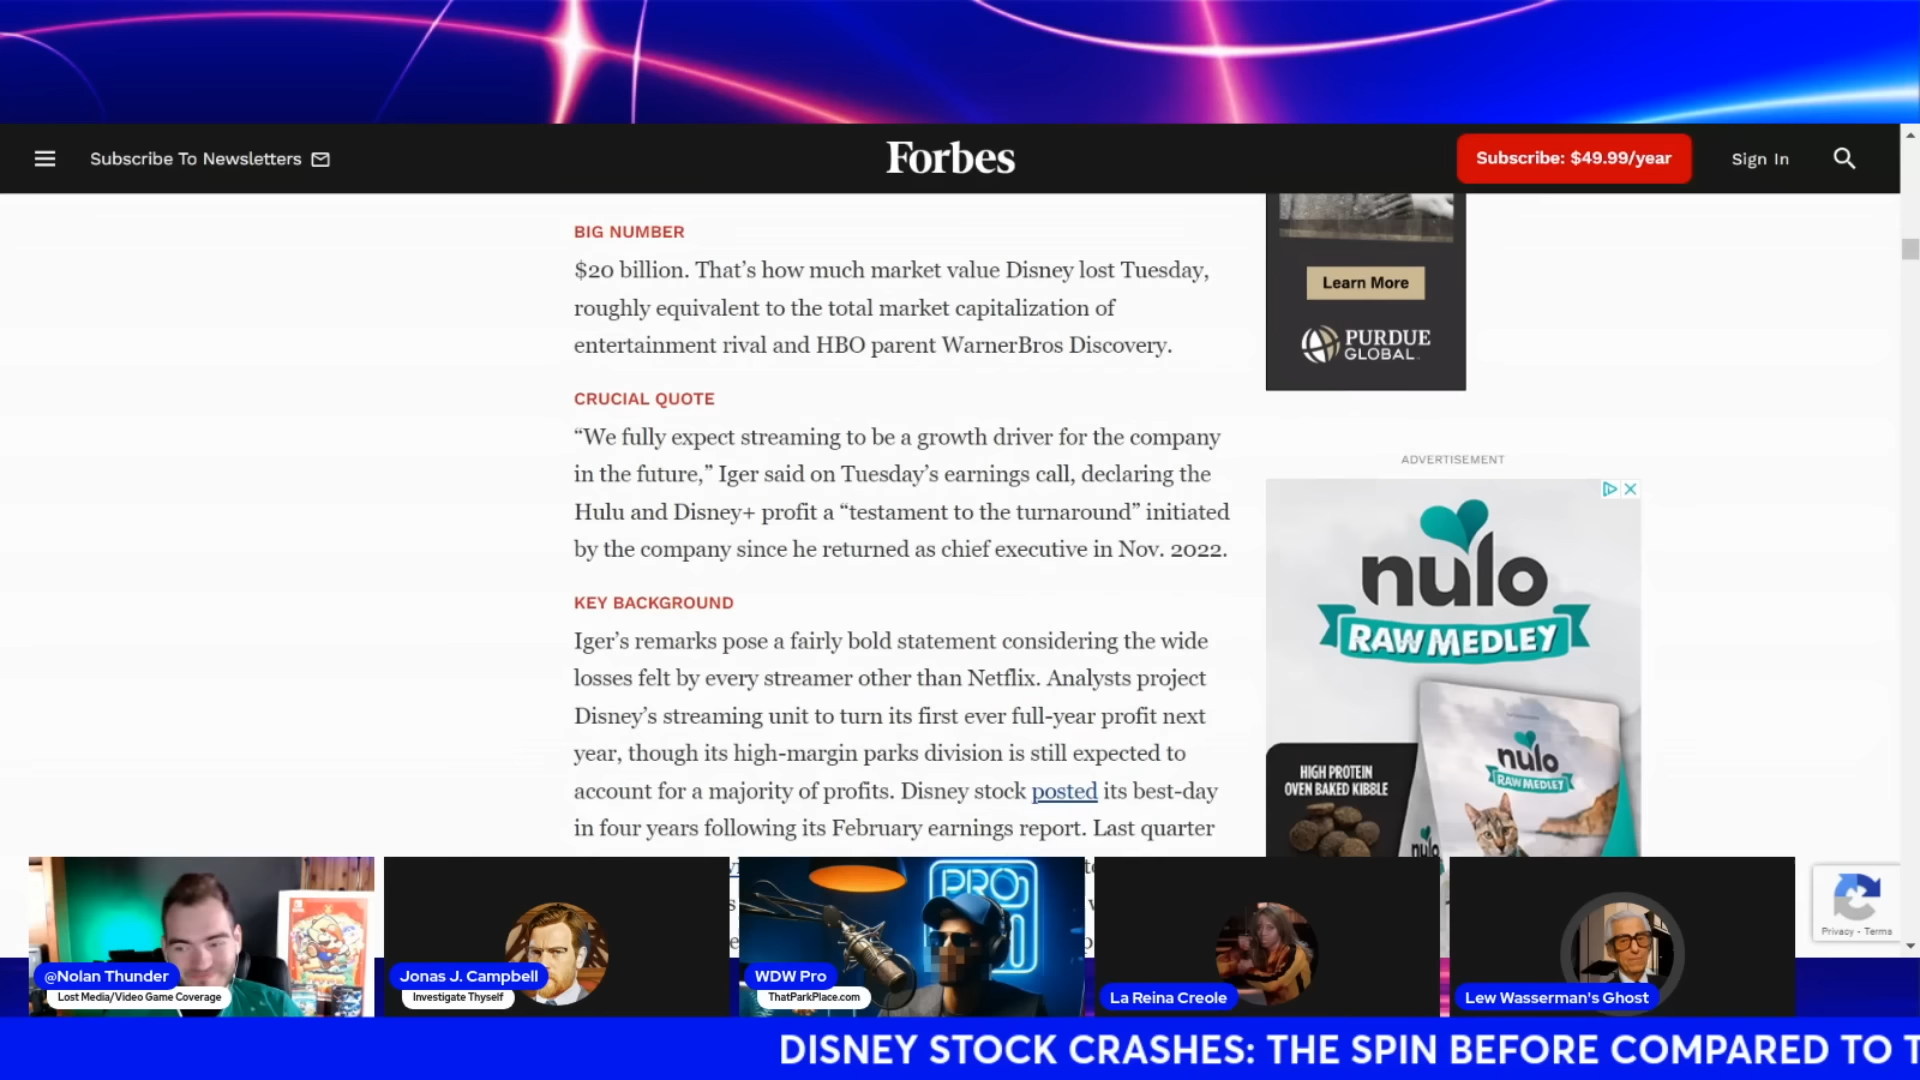 Subscribe To Newsletters
Forbes
Subscribe: $49.99/year
Sign In
BIG NUMBER
$20 billion. That’s how much market value Disney lost Tuesday,
roughly equivalent to the total market capitalization of
entertainment rival and HBO parent WarnerBros Discovery.
CRUCIAL QUOTE
“We fully expect streaming to be a growth driver for the company
in the future,” Iger said on Tuesday’s earnings call, declaring the
Hulu and Disney+ profit a “testament to the turnaround” initiated
by the company since he returned as chief executive in Nov. 2022.
KEY BACKGROUND
Iger’s remarks pose a fairly bold statement considering the wide
losses felt by every streamer other than Netflix. Analysts project
Disney’s streaming unit to turn its first ever full-year profit next
year, though its high-margin parks division is still expected to
account for a majority of profits. Disney stock posted its best-day
in four years following its February earnings report. Last quarter
Learn More
PURDUE
GLOBAL
ADVERTISEMENT
nulo
RAW MEDLEY
HIGH PROTEIN
OVEN BAKED KIBBLE
nulo
RAW MEDLEY
nulo
PRO
@Nolan Thunder
Lost Media/Video Game Coverage
Jonas J. Campbell
Investigate Thyself
WDW Pro
ThatParkPlace.com
La Reina Creole
Lew Wasserman's Ghost
Privacy - Terms
DISNEY STOCK CRASHES: THE SPIN BEFORE COMPARED TO T